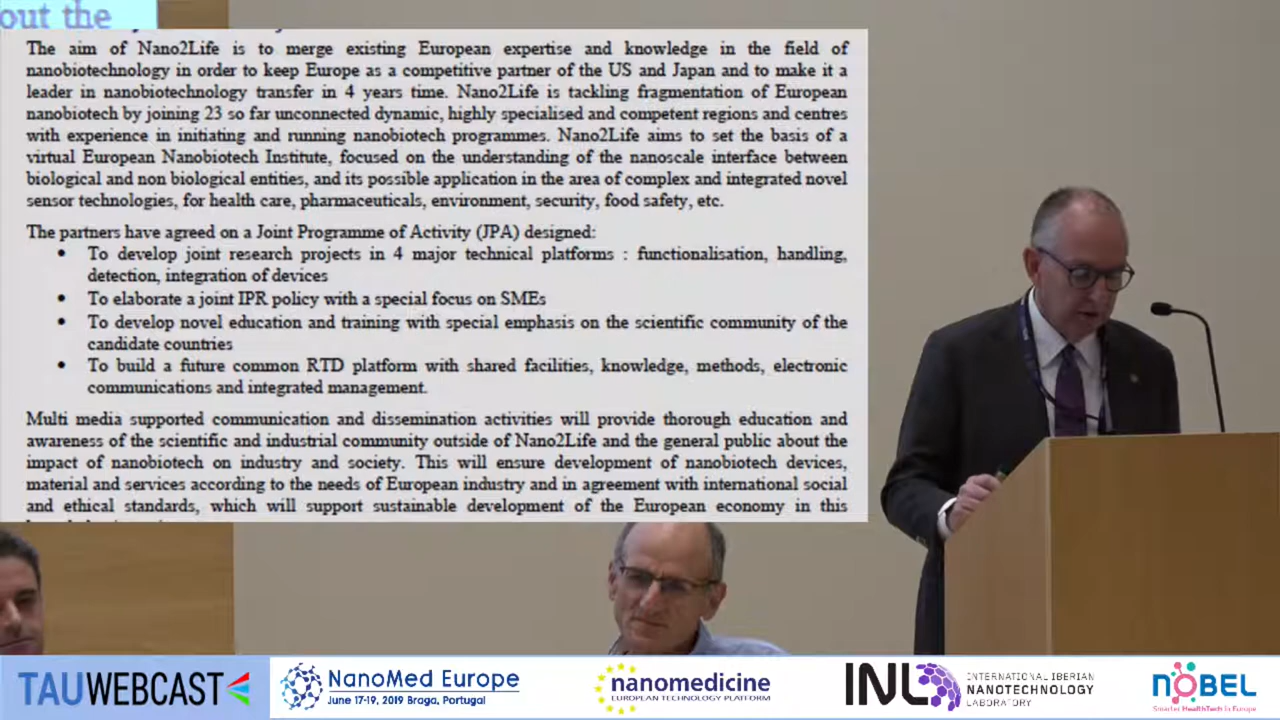 out the
The aim of Nano2Life is to merge existing European expertise and knowledge in the field of
nanobiotechnology in order to keep Europe as a competitive partner of the US and Japan and to make it a
leader in nanobiotechnology transfer in 4 years time. Nano2Life is tackling fragmentation of European
nanobiotech by joining 23 so far unconnected dynamic, highly specialised and competent regions and centres
with experience in initiating and running nanobiotech programmes. Nano2Life aims to set the basis of a
virtual European Nanobiotech Institute, focused on the understanding of the nanoscale interface between
biological and non biological entities, and its possible application in the area of complex and integrated novel
sensor technologies, for health care, pharmaceuticals, environment, security, food safety, etc.
The partners have agreed on a Joint Programme of Activity (JPA) designed:
• To develop joint research projects in 4 major technical platforms : functionalisation, handling,
detection, integration of devices
• To elaborate a joint IPR policy with a special focus on SMEs
• To develop novel education and training with special emphasis on the scientific community of the
candidate countries
• To build a future common RTD platform with shared facilities, knowledge, methods, electronic
communications and integrated management.
Multi media supported communication and dissemination activities will provide thorough education and
awareness of the scientific and industrial community outside of Nano2Life and the general public about the
impact of nanobiotech on industry and society. This will ensure development of nanobiotech devices,
material and services according to the needs of European industry and in agreement with international social
and ethical standards, which will support sustainable development of the European economy in this
TAUWEBCAST
NanoMed Europe
June 17-19, 2019 Braga, Portugal
nanomedicine
EUROPEAN TECHNOLOGY PLATFORM
INL
INTERNATIONAL IBERIAN
NANOTECHNOLOGY
LABORATORY
NOBEL
Smarter HealthTech in Europe